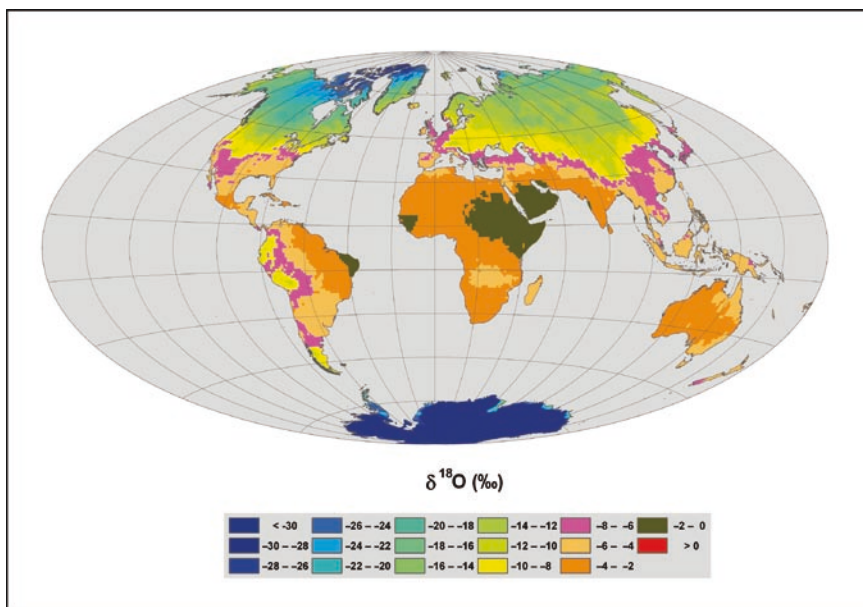 δ ¹⁸O (‰)
< -30 –26 – –24 –20 – –18 –14 – –12 –8 – –6 –2 – 0
–30 – –28 –24 – –22 –18 – –16 –12 – –10 –6 – –4 > 0
–28 – –26 –22 – –20 –16 – –14 –10 – –8 –4 – –2